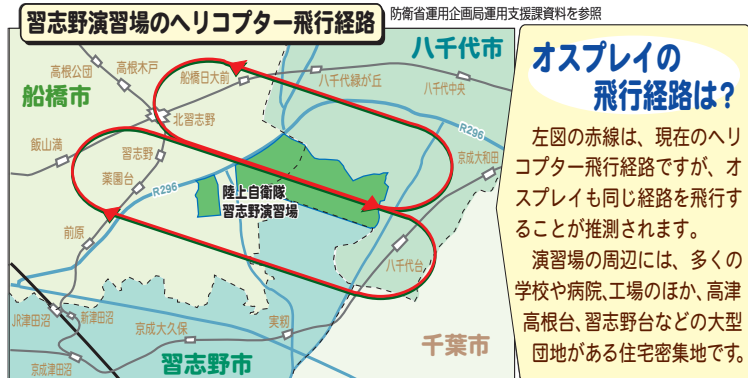 習志野演習場のヘリコプター飛行経路
防衛省運用企画局運用支援課資料を参照
八千代市
高根公団
高根木戸
船橋日大前
八千代緑が丘
八千代中央
船橋市
北習志野
飯山満
習志野
R296
京成大和田
薬園台
R296
陸上自衛隊
習志野演習場
前原
八千代台
JR津田沼
新津田沼
京成大久保
実籾
千葉市
京成津田沼
習志野市
オスプレイの
飛行経路は?
左図の赤線は、現在のヘリ
コプター飛行経路ですが、オ
スプレイも同じ経路を飛行す
ることが推測されます。
演習場の周辺には、多くの
学校や病院、工場のほか、高津
高根台、習志野台などの大型
団地がある住宅密集地です。